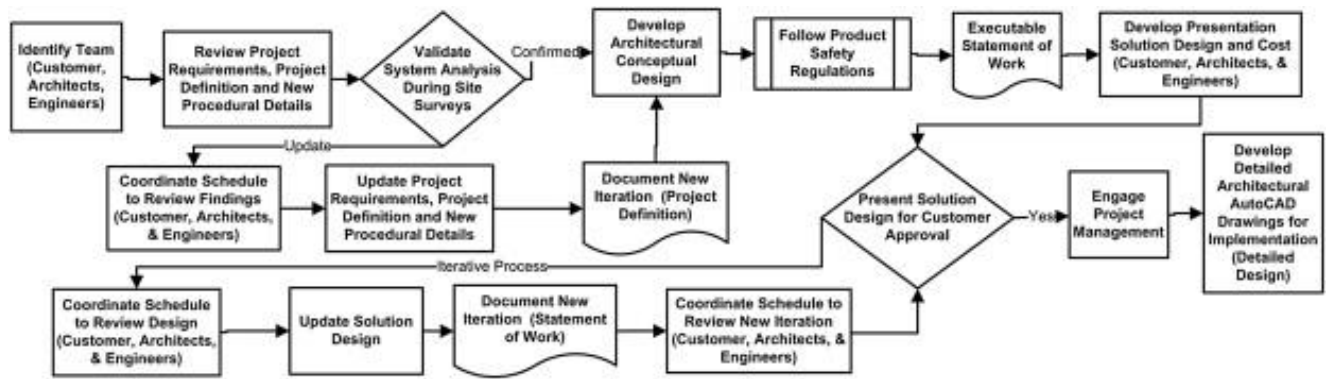 Identify Team
(Customer,
Architects,
Engineers)
Review Project
Requirements, Project
Definition and New
Procedural Details
Validate
System Analysis
During Site
Surveys
Confirmed
Develop
Architectural
Conceptual
Design
Follow Product
Safety
Regulations
Executable
Statement of
Work
Develop Presentation
Solution Design and Cost
(Customer, Architects, &
Engineers)
Update
Coordinate Schedule
to Review Findings
(Customer, Architects,
& Engineers)
Update Project
Requirements, Project
Definition and New
Procedural Details
Document New
Iteration (Project
Definition)
Present Solution
Design for Customer
Approval
Yes
Engage
Project
Management
Develop
Detailed
Architectural
AutoCAD
Drawings for
Implementation
(Detailed
Design)
Iterative Process
Coordinate Schedule
to Review Design
(Customer, Architects,
& Engineers)
Update Solution
Design
Document New
Iteration (Statement
of Work)
Coordinate Schedule to
Review New Iteration
(Customer, Architects, &
Engineers)